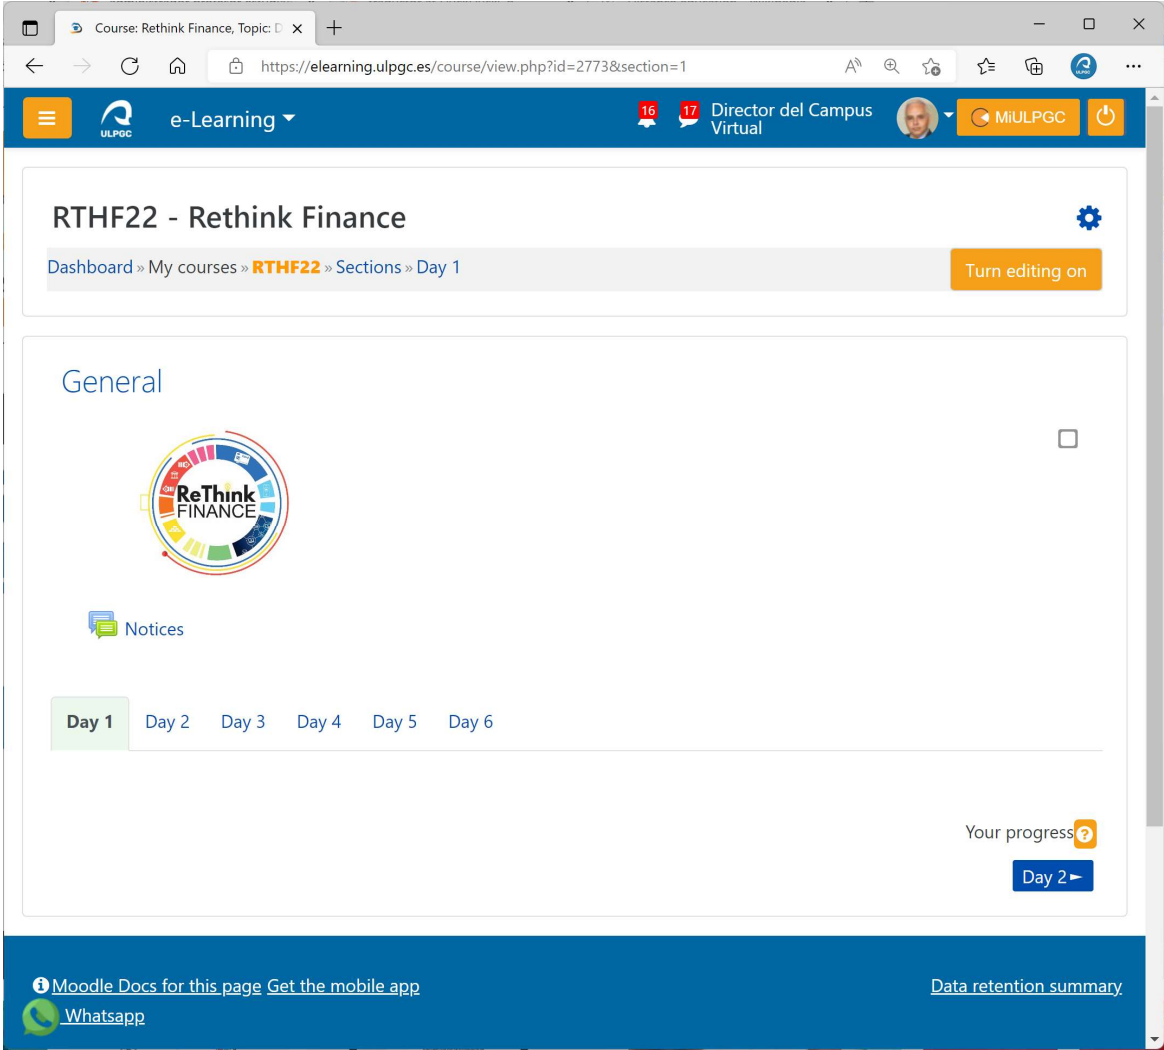 Course: Rethink Finance, Topic: D
https://elearning.ulpgc.es/course/view.php?id=2773&section=1
ULPGC
e-Learning
16
17
Director del Campus
Virtual
MiULPGC
RTHF22 - Rethink Finance
Dashboard » My courses » RTHF22 » Sections » Day 1
Turn editing on
General
ReThink
FINANCE
Notices
Day 1 Day 2 Day 3 Day 4 Day 5 Day 6
Your progress
Day 2►
Moodle Docs for this page Get the mobile app
Data retention summary
Whatsapp